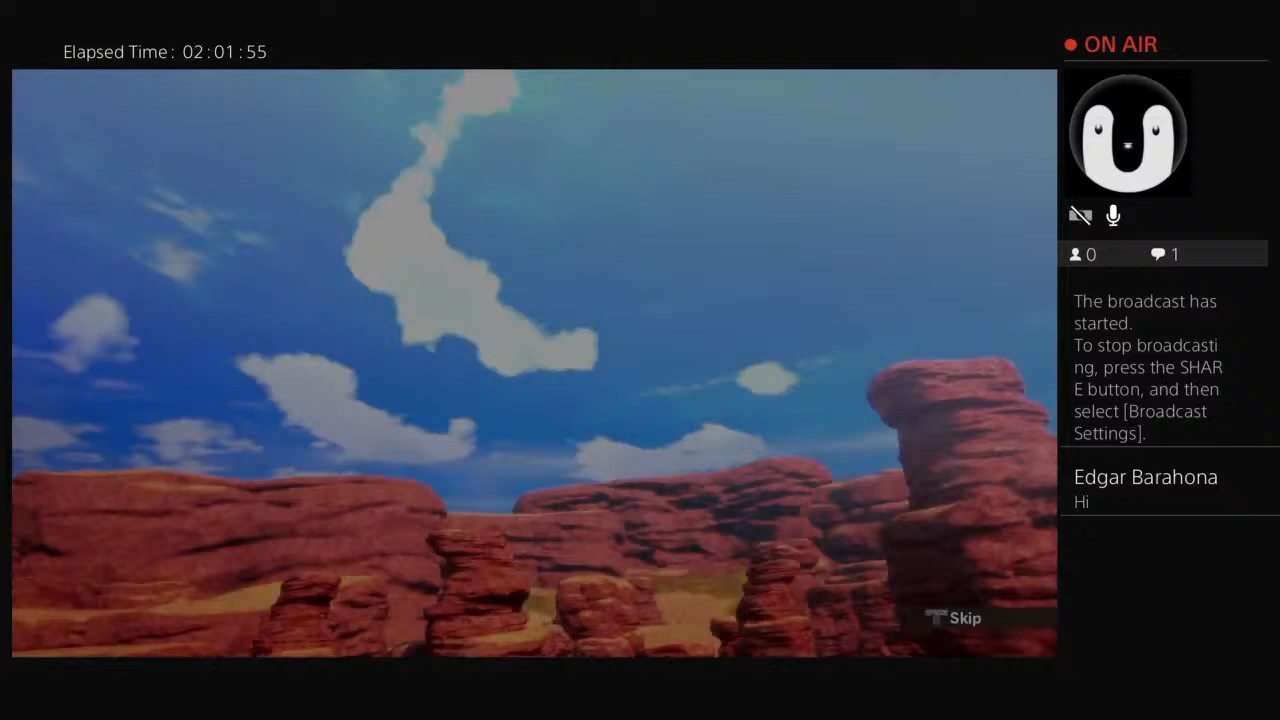 Elapsed Time: 02:01:55
ON AIR
0 1
The broadcast has
started.
To stop broadcasti
ng, press the SHAR
E button, and then
select [Broadcast
Settings].
Edgar Barahona
Hi
Skip